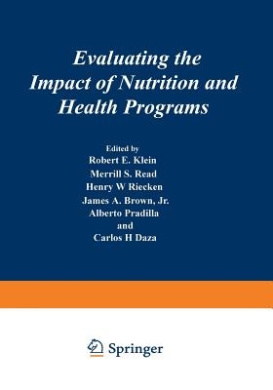 Evaluating the
Impact of Nutrition and
Health Programs
Edited by
Robert E. Klein
Merrill S. Read
Henry W Riecken
James A. Brown, Jr.
Alberto Pradilla
and
Carlos H Daza
Springer